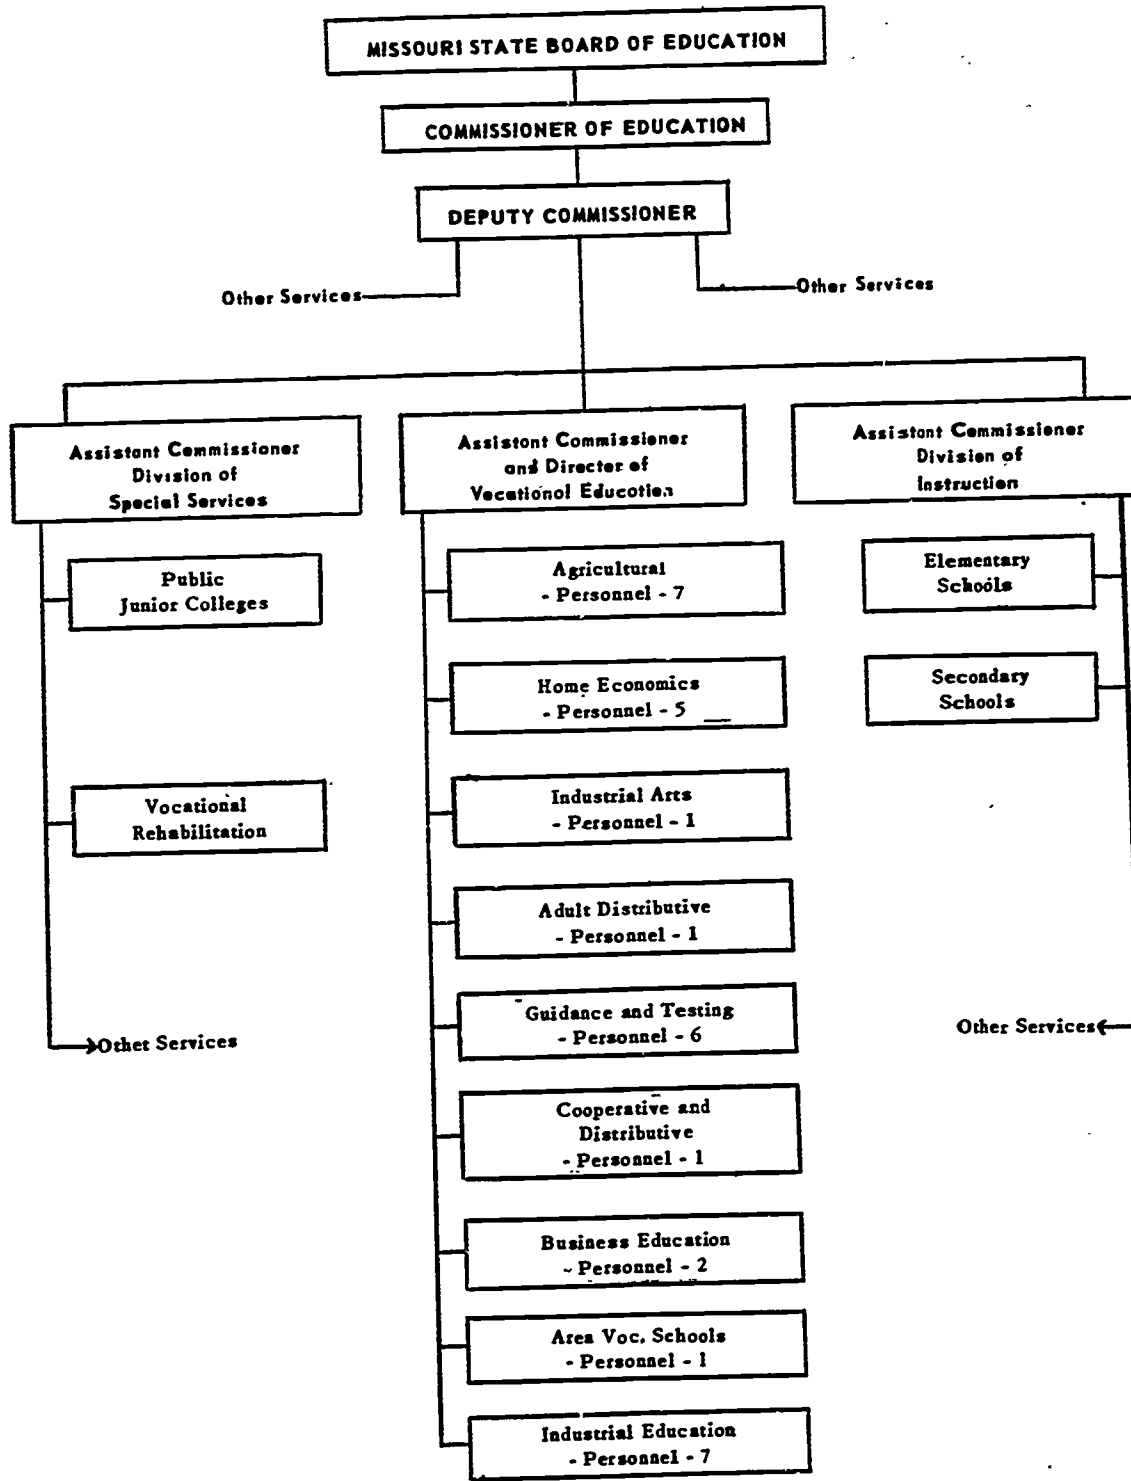 MISSOURI STATE BOARD OF EDUCATION
COMMISSIONER OF EDUCATION
DEPUTY COMMISSIONER
Other Services
Other Services
Assistant Commissioner
Division of
Special Services
Public
Junior Colleges
Vocational
Rehabilitation
Other Services
Assistant Commissioner
and Director of
Vocational Education
Agricultural
- Personnel - 7
Home Economics
- Personnel - 5
Industrial Arts
- Personnel - 1
Adult Distributive
- Personnel - 1
Guidance and Testing
- Personnel - 6
Cooperative and
Distributive
- Personnel - 1
Business Education
- Personnel - 2
Area Voc. Schools
- Personnel - 1
Industrial Education
- Personnel - 7
Assistant Commissioner
Division of
Instruction
Elementary
Schools
Secondary
Schools
Other Services